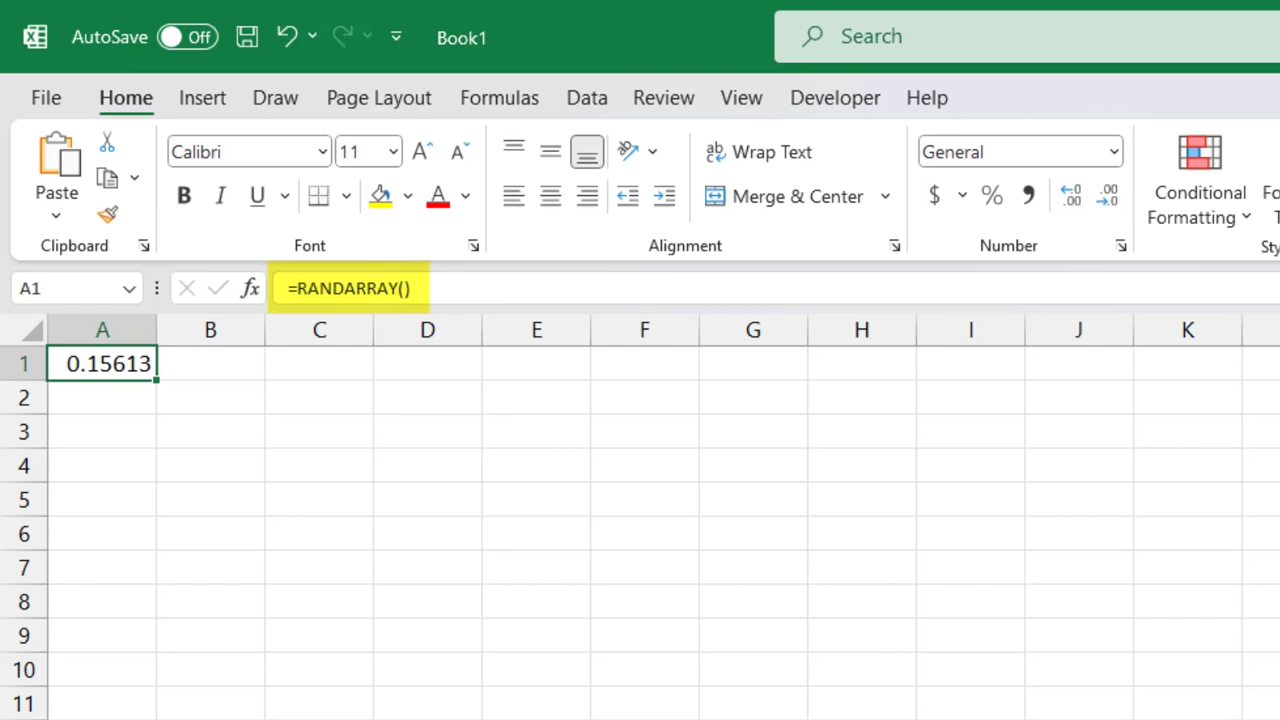 AutoSave Off Book1 Search
File Home Insert Draw Page Layout Formulas Data Review View Developer Help
Calibri 11 Wrap Text General
Paste B I U A Merge & Center $ % Conditional
Formatting
Clipboard Font Alignment Number
A1 fx =RANDARRAY()
A B C D E F G H I J K
1 0.15613
2
3
4
5
6
7
8
9
10
11